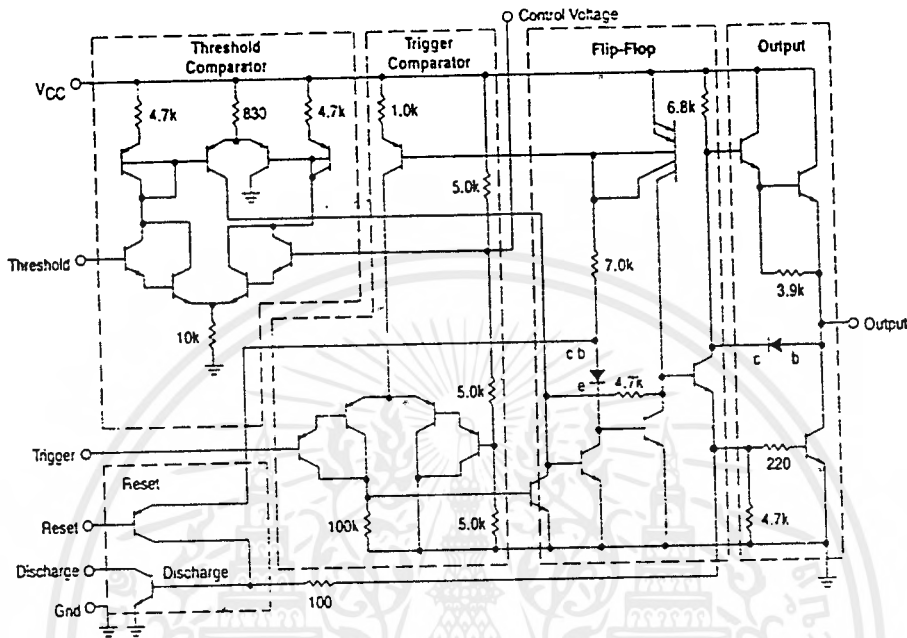 Control Voltage
Threshold
Comparator
Trigger
Comparator
Flip-Flop
Output
VCC
4.7k
830
4.7k
1.0k
6.8k
5.0k
Threshold
7.0k
3.9k
10k
Output
c b
c
b
5.0k
e
4.7k
Trigger
220
Reset
100k
5.0k
4.7k
Reset
Discharge
Discharge
100
Gnd